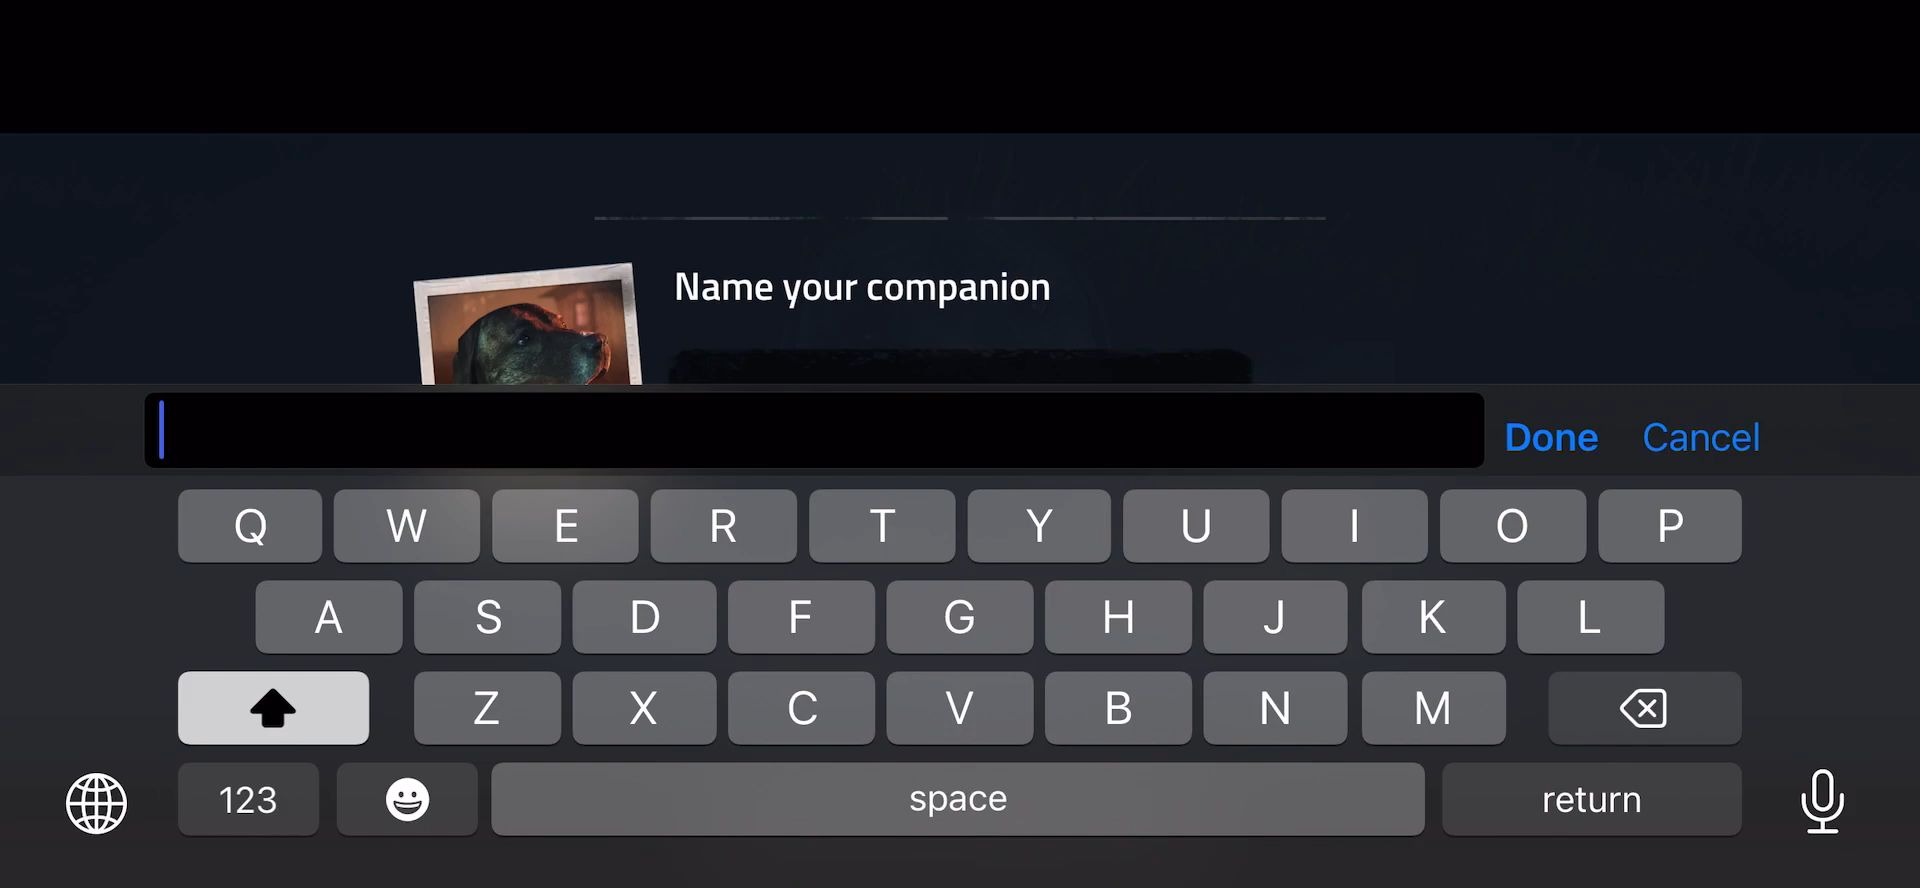 Name your companion
Done Cancel
Q W E R T Y U I O P
A S D F G H J K L
Z X C V B N M
123 space return